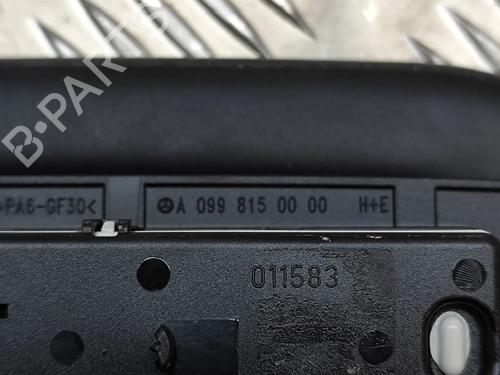 B-PARTS
>PA6-GF30<
A 099 815 00 00 H+E
011583